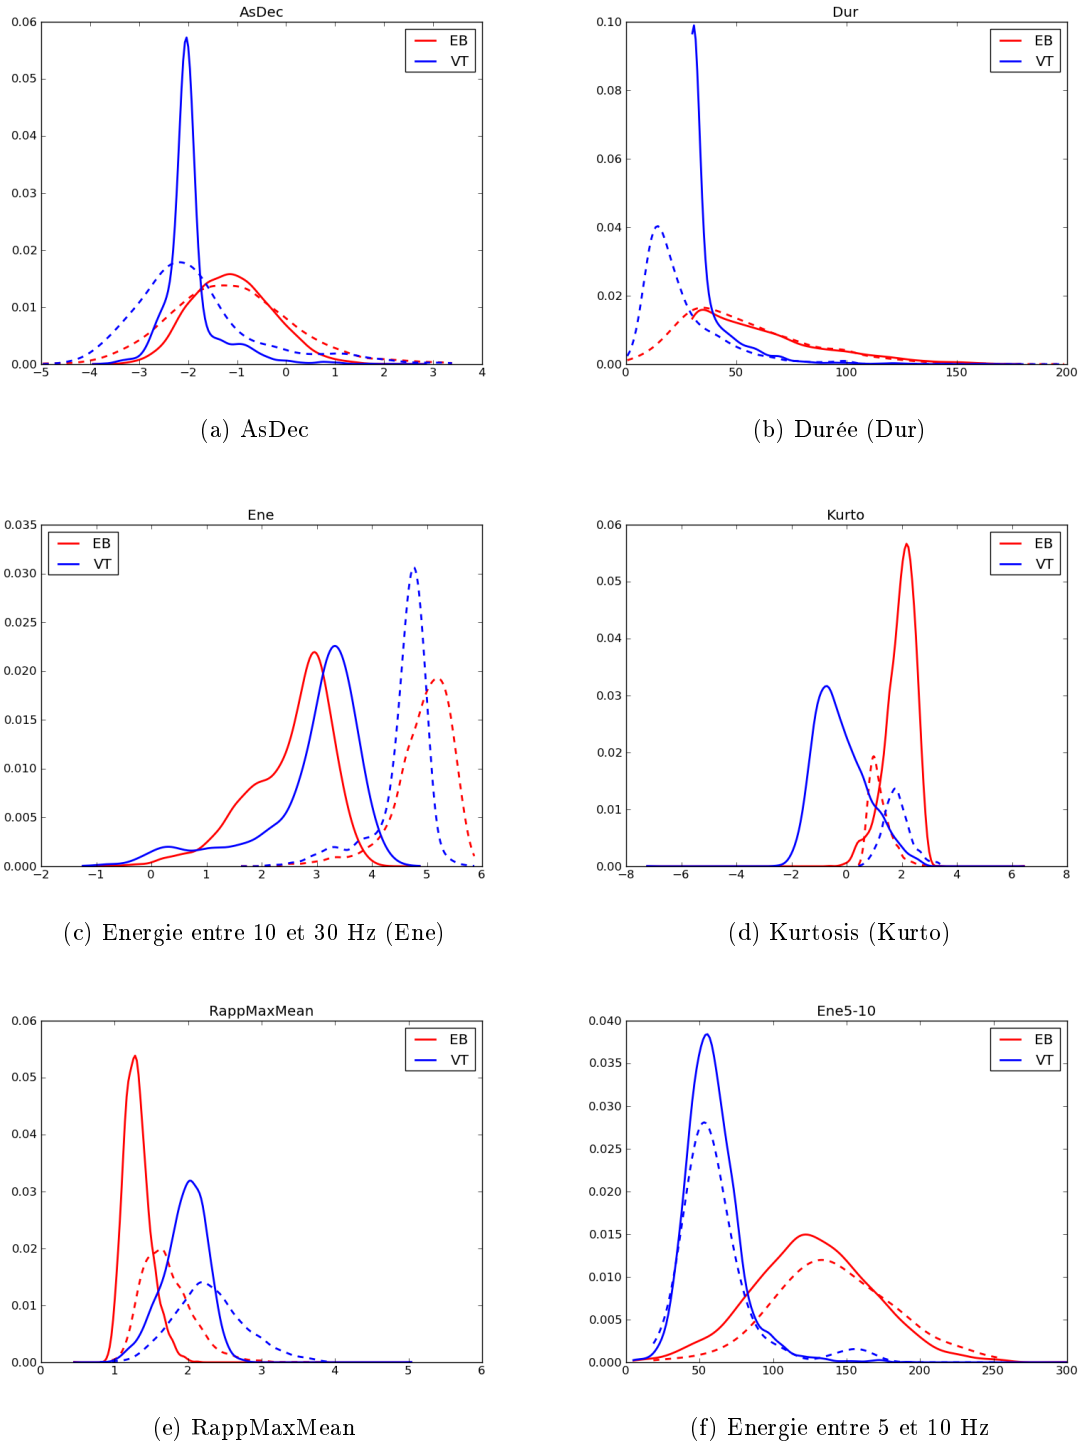 AsDec
0.06
0.05
0.04
0.03
0.02
0.01
0.00
−5 −4 −3 −2 −1 0 1 2 3 4
EB
VT
(a) AsDec
Dur
0.10
0.08
0.06
0.04
0.02
0.00
0 50 100 150 200
EB
VT
(b) Durée (Dur)
Ene
0.035
0.030
0.025
0.020
0.015
0.010
0.005
0.000
−2 −1 0 1 2 3 4 5 6
EB
VT
(c) Energie entre 10 et 30 Hz (Ene)
Kurto
0.06
0.05
0.04
0.03
0.02
0.01
0.00
−8 −6 −4 −2 0 2 4 6 8
EB
VT
(d) Kurtosis (Kurto)
RappMaxMean
0.06
0.05
0.04
0.03
0.02
0.01
0.00
0 1 2 3 4 5 6
EB
VT
(e) RappMaxMean
Ene5-10
0.040
0.035
0.030
0.025
0.020
0.015
0.010
0.005
0.000
0 50 100 150 200 250 300
EB
VT
(f) Energie entre 5 et 10 Hz